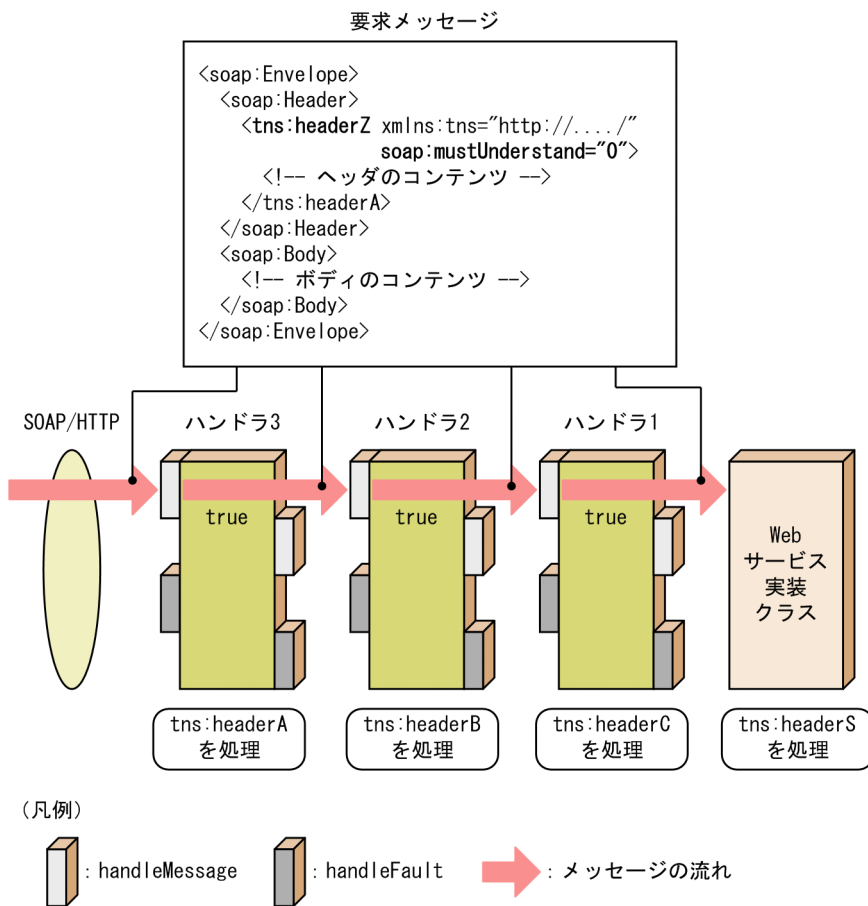 要求メッセージ
<soap:Envelope>
<soap:Header>
<tns:headerZ xmlns:tns="http://..../"
soap:mustUnderstand="0">
<!-- ヘッダのコンテンツ -->
</tns:headerA>
</soap:Header>
<soap:Body>
<!-- ボディのコンテンツ -->
</soap:Body>
</soap:Envelope>
SOAP/HTTP
ハンドラ3
ハンドラ2
ハンドラ1
true
true
true
Web
サービス
実装
クラス
tns:headerA
を処理
tns:headerB
を処理
tns:headerC
を処理
tns:headerS
を処理
(凡例)
: handleMessage
: handleFault
: メッセージの流れ